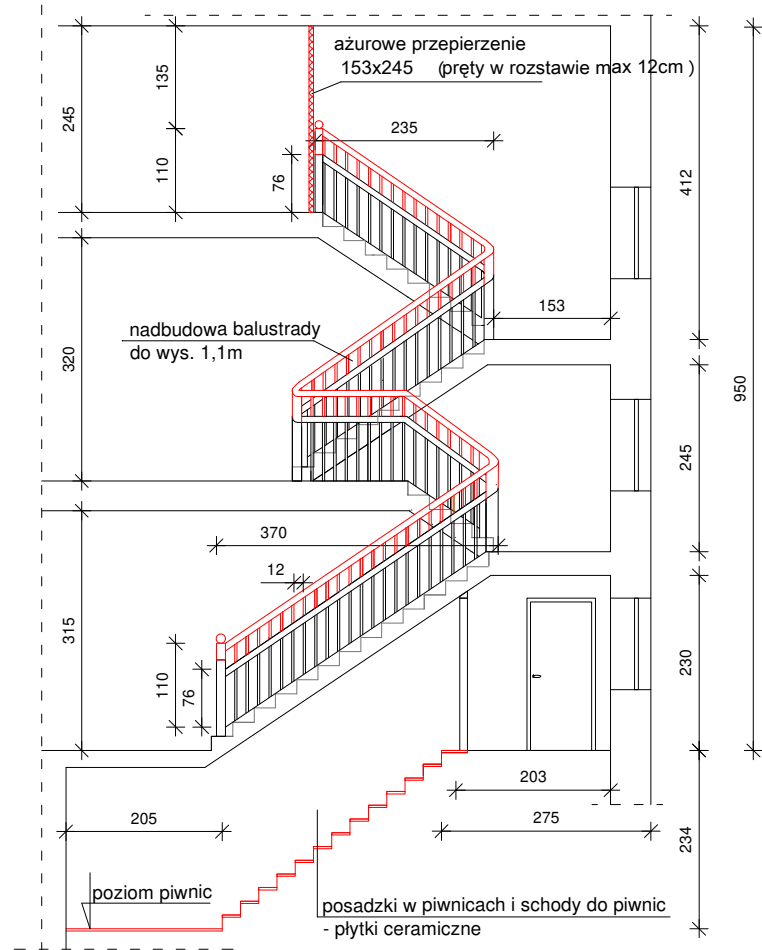 ażurowe przepierzenie
153x245 (pręty w rozstawie max 12cm )
135
245
110
76
235
412
153
nadbudowa balustrady
do wys. 1,1m
320
950
245
370
12
315
110
76
230
203
205
275
234
poziom piwnic
posadzki w piwnicach i schody do piwnic
- płytki ceramiczne